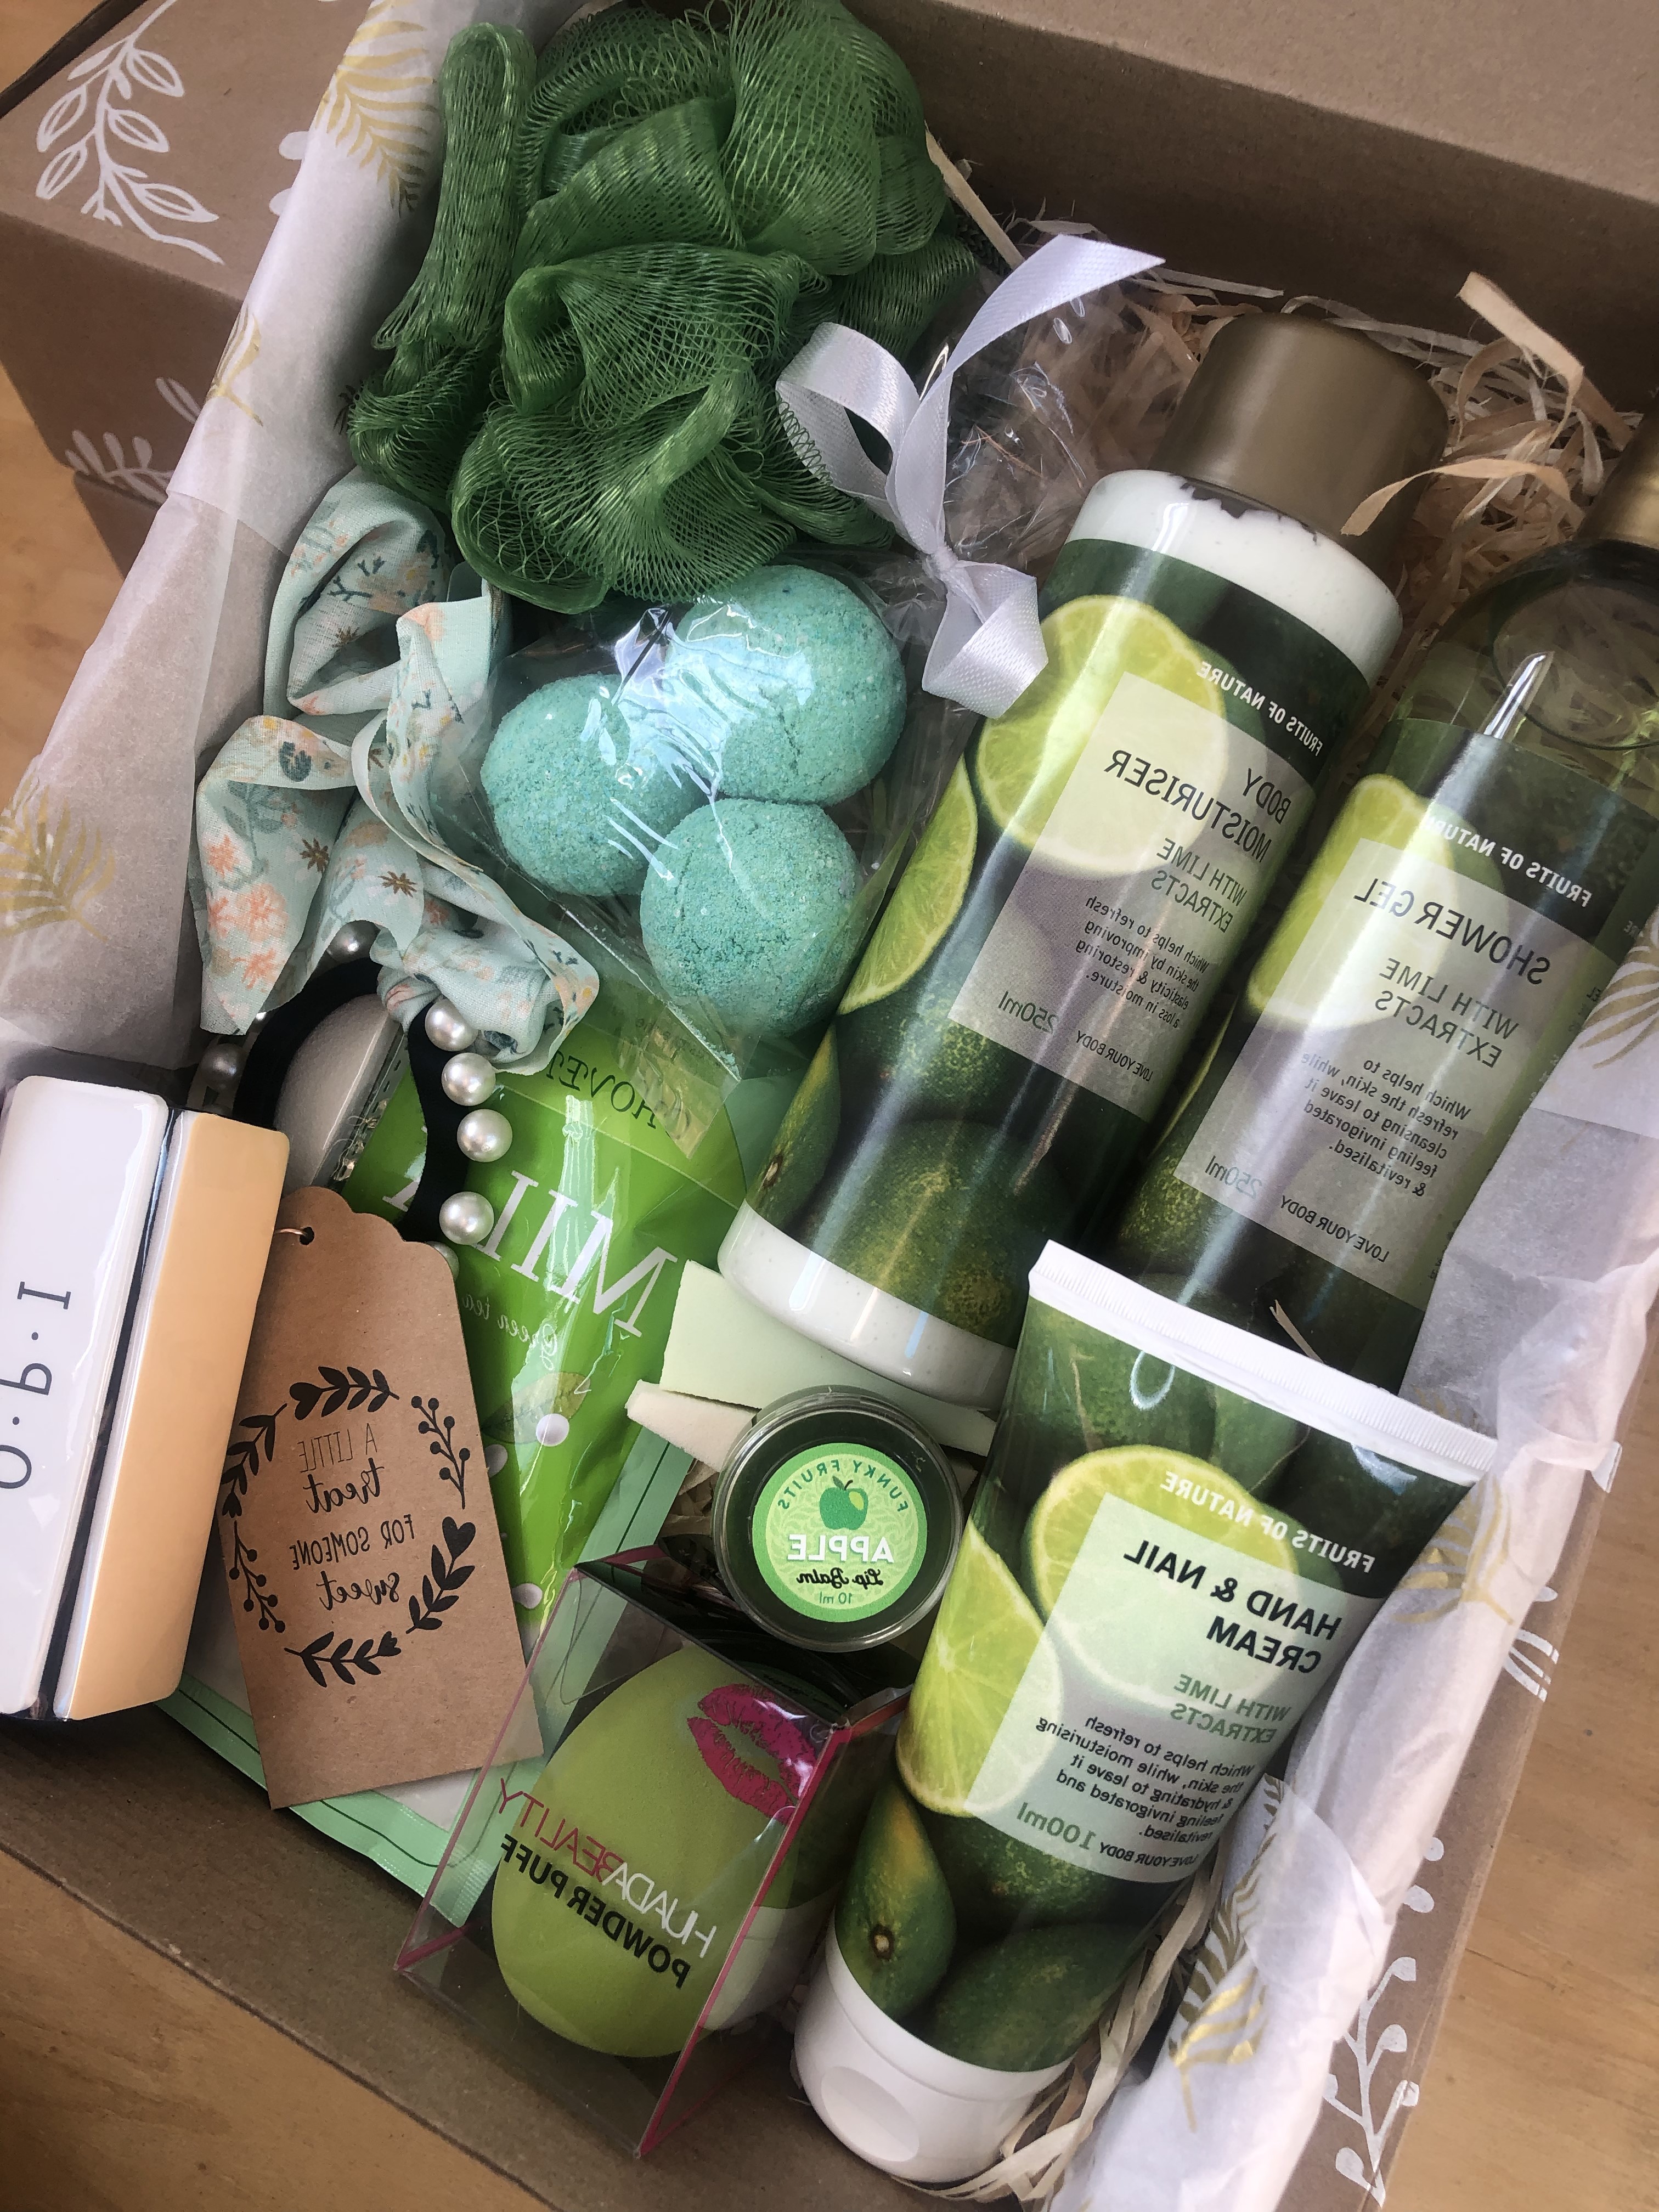 FRUITS OF NATURE
BODY
MOISTURISER
WITH LIME
EXTRACTS
Which helps to refresh
the skin by improving
elasticity & restoring
a loss in moisture.
250ml
LOVE YOUR BODY
FRUITS OF NATURE
SHOWER GEL
WITH LIME
EXTRACTS
Which helps to
refresh the skin, while
cleansing to leave it
feeling invigorated
& revitalised.
250ml
LOVE YOUR BODY
FRUITS OF NATURE
HAND & NAIL
CREAM
WITH LIME
EXTRACTS
Which helps to refresh
the skin, while moisturising
& hydrating to leave it
feeling invigorated and
revitalised.
LOVE YOUR BODY 100ml
FUNKY FRUITS
APPLE
Lip Balm
10 ml
HUADABEALITY
POWDER PUFF
A LITTLE
treat
FOR SOMEONE
sweet
Green tea